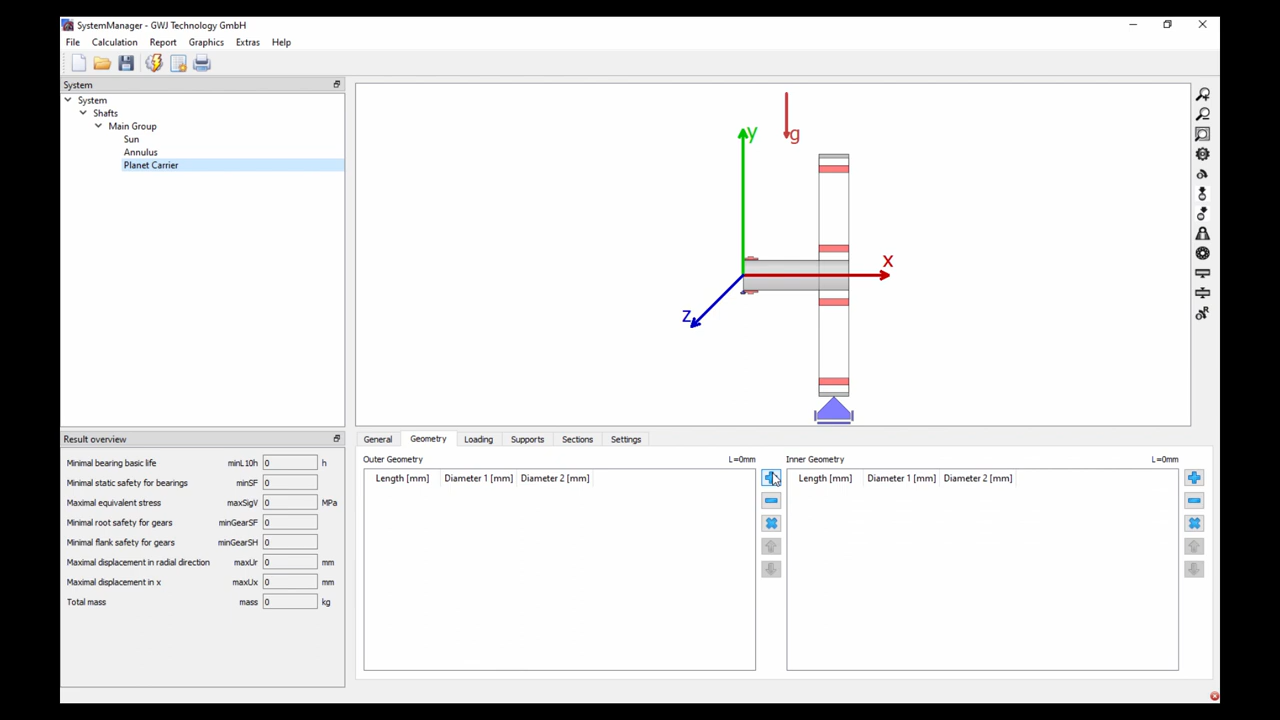 SystemManager - GWJ Technology GmbH
File Calculation Report Graphics Extras Help
System
System
Shafts
Main Group
Sun
Annulus
Planet Carrier
y
g
x
z
R
Result overview
Minimal bearing basic life minL10h 0 h
Minimal static safety for bearings minSF 0
Maximal equivalent stress maxSigV 0 MPa
Minimal root safety for gears minGearSF 0
Minimal flank safety for gears minGearSH 0
Maximal displacement in radial direction maxUr 0 mm
Maximal displacement in x maxUx 0 mm
Total mass mass 0 kg
General Geometry Loading Supports Sections Settings
Outer Geometry L=0mm
Length [mm] Diameter 1 [mm] Diameter 2 [mm]
Inner Geometry L=0mm
Length [mm] Diameter 1 [mm] Diameter 2 [mm]